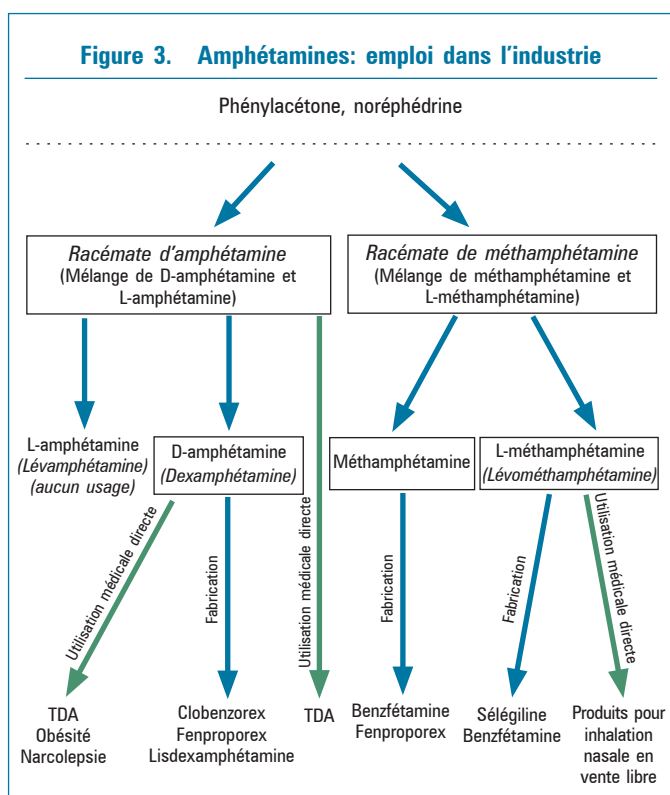 Figure 3. Amphétamines: emploi dans l'industrie
Phénylacétone, noréphédrine
Racémate d'amphétamine
(Mélange de D-amphétamine et
L-amphétamine)
Racémate de méthamphétamine
(Mélange de méthamphétamine et
L-méthamphétamine)
L-amphétamine
(Lévamphétamine)
(aucun usage)
D-amphétamine
(Dexamphétamine)
Méthamphétamine
L-méthamphétamine
(Lévométhamphétamine)
Utilisation médicale directe
Fabrication
Utilisation médicale directe
Fabrication
Fabrication
Utilisation médicale directe
TDA
Obésité
Narcolepsie
Clobenzorex
Fenproporex
Lisdexamphétamine
TDA
Benzfétamine
Fenproporex
Sélégiline
Benzfétamine
Produits pour
inhalation
nasale en
vente libre